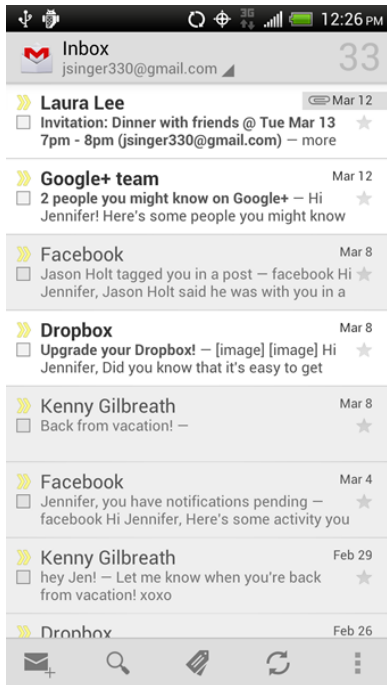 3G 12:26 PM
Inbox
jsinger330@gmail.com
33
Laura Lee Mar 12
Invitation: Dinner with friends @ Tue Mar 13
7pm - 8pm (jsinger330@gmail.com) — more
Google+ team Mar 12
2 people you might know on Google+ — Hi
Jennifer! Here's some people you might know
Facebook Mar 8
Jason Holt tagged you in a post — facebook Hi
Jennifer, Jason Holt said he was with you in a
Dropbox Mar 8
Upgrade your Dropbox! — [image] [image] Hi
Jennifer, Did you know that it's easy to get
Kenny Gilbreath Mar 8
Back from vacation! —
Facebook Mar 4
Jennifer, you have notifications pending —
facebook Hi Jennifer, Here's some activity you
Kenny Gilbreath Feb 29
hey Jen! — Let me know when you're back
from vacation! xoxo
Dropbox Feb 26